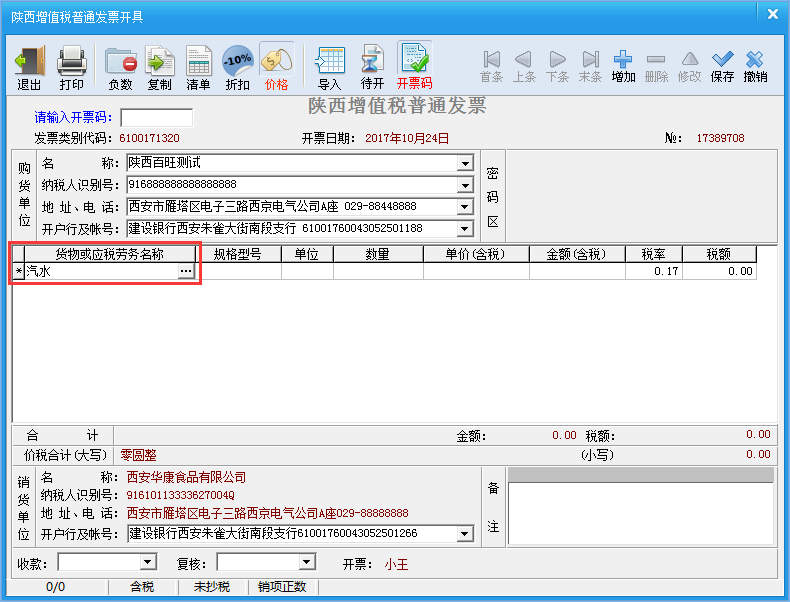 陕西增值税普通发票开具
退出 打印 负数 复制 清单 -10% 折扣 价格 导入 待开 开票码 首条 上条 下条 末条 增加 删除 修改 保存 撤销
陕西增值税普通发票
请输入开票码:
发票类别代码: 6100171320 开票日期: 2017年10月24日 №: 17389708
购货单位
名 称: 陕西百旺测试
纳税人识别号: 916888888888888888
地 址、电 话: 西安市雁塔区电子三路西京电气公司A座 029-88448888
开户行及帐号: 建设银行西安朱雀大街南段支行 61001760043052501188
密码区
货物或应税劳务名称 规格型号 单位 数量 单价(含税) 金额(含税) 税率 税额
* 汽水 ... 0.17 0.00
合 计 金额: 0.00 税额: 0.00
价税合计(大写) 零圆整 (小写) 0.00
销货单位
名 称: 西安华康食品有限公司
纳税人识别号: 91610113333627004Q
地 址、电 话: 西安市雁塔区电子三路西京电气公司A座029-88888888
开户行及帐号: 建设银行西安朱雀大街南段支行61001760043052501266
备注
收款: 复核: 开票: 小王
0/0 含税 未抄税 销项正数